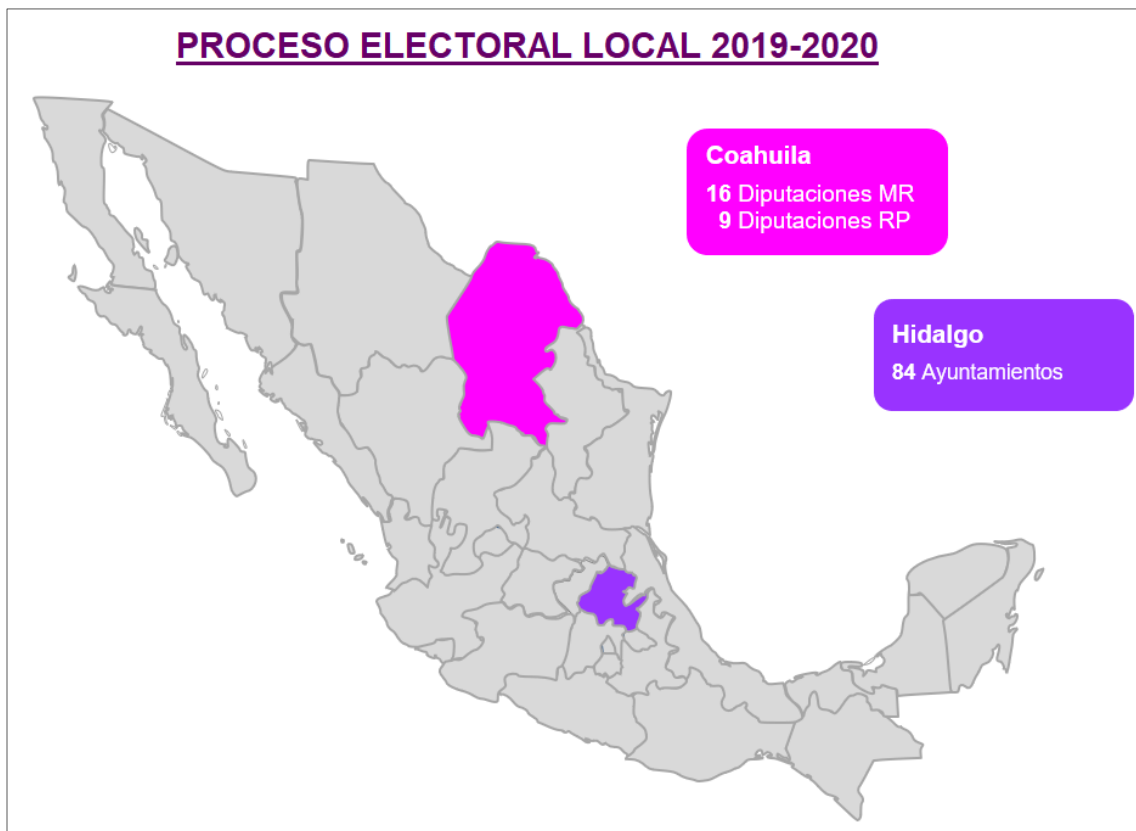 PROCESO ELECTORAL LOCAL 2019-2020
Coahuila
16 Diputaciones MR
9 Diputaciones RP
Hidalgo
84 Ayuntamientos